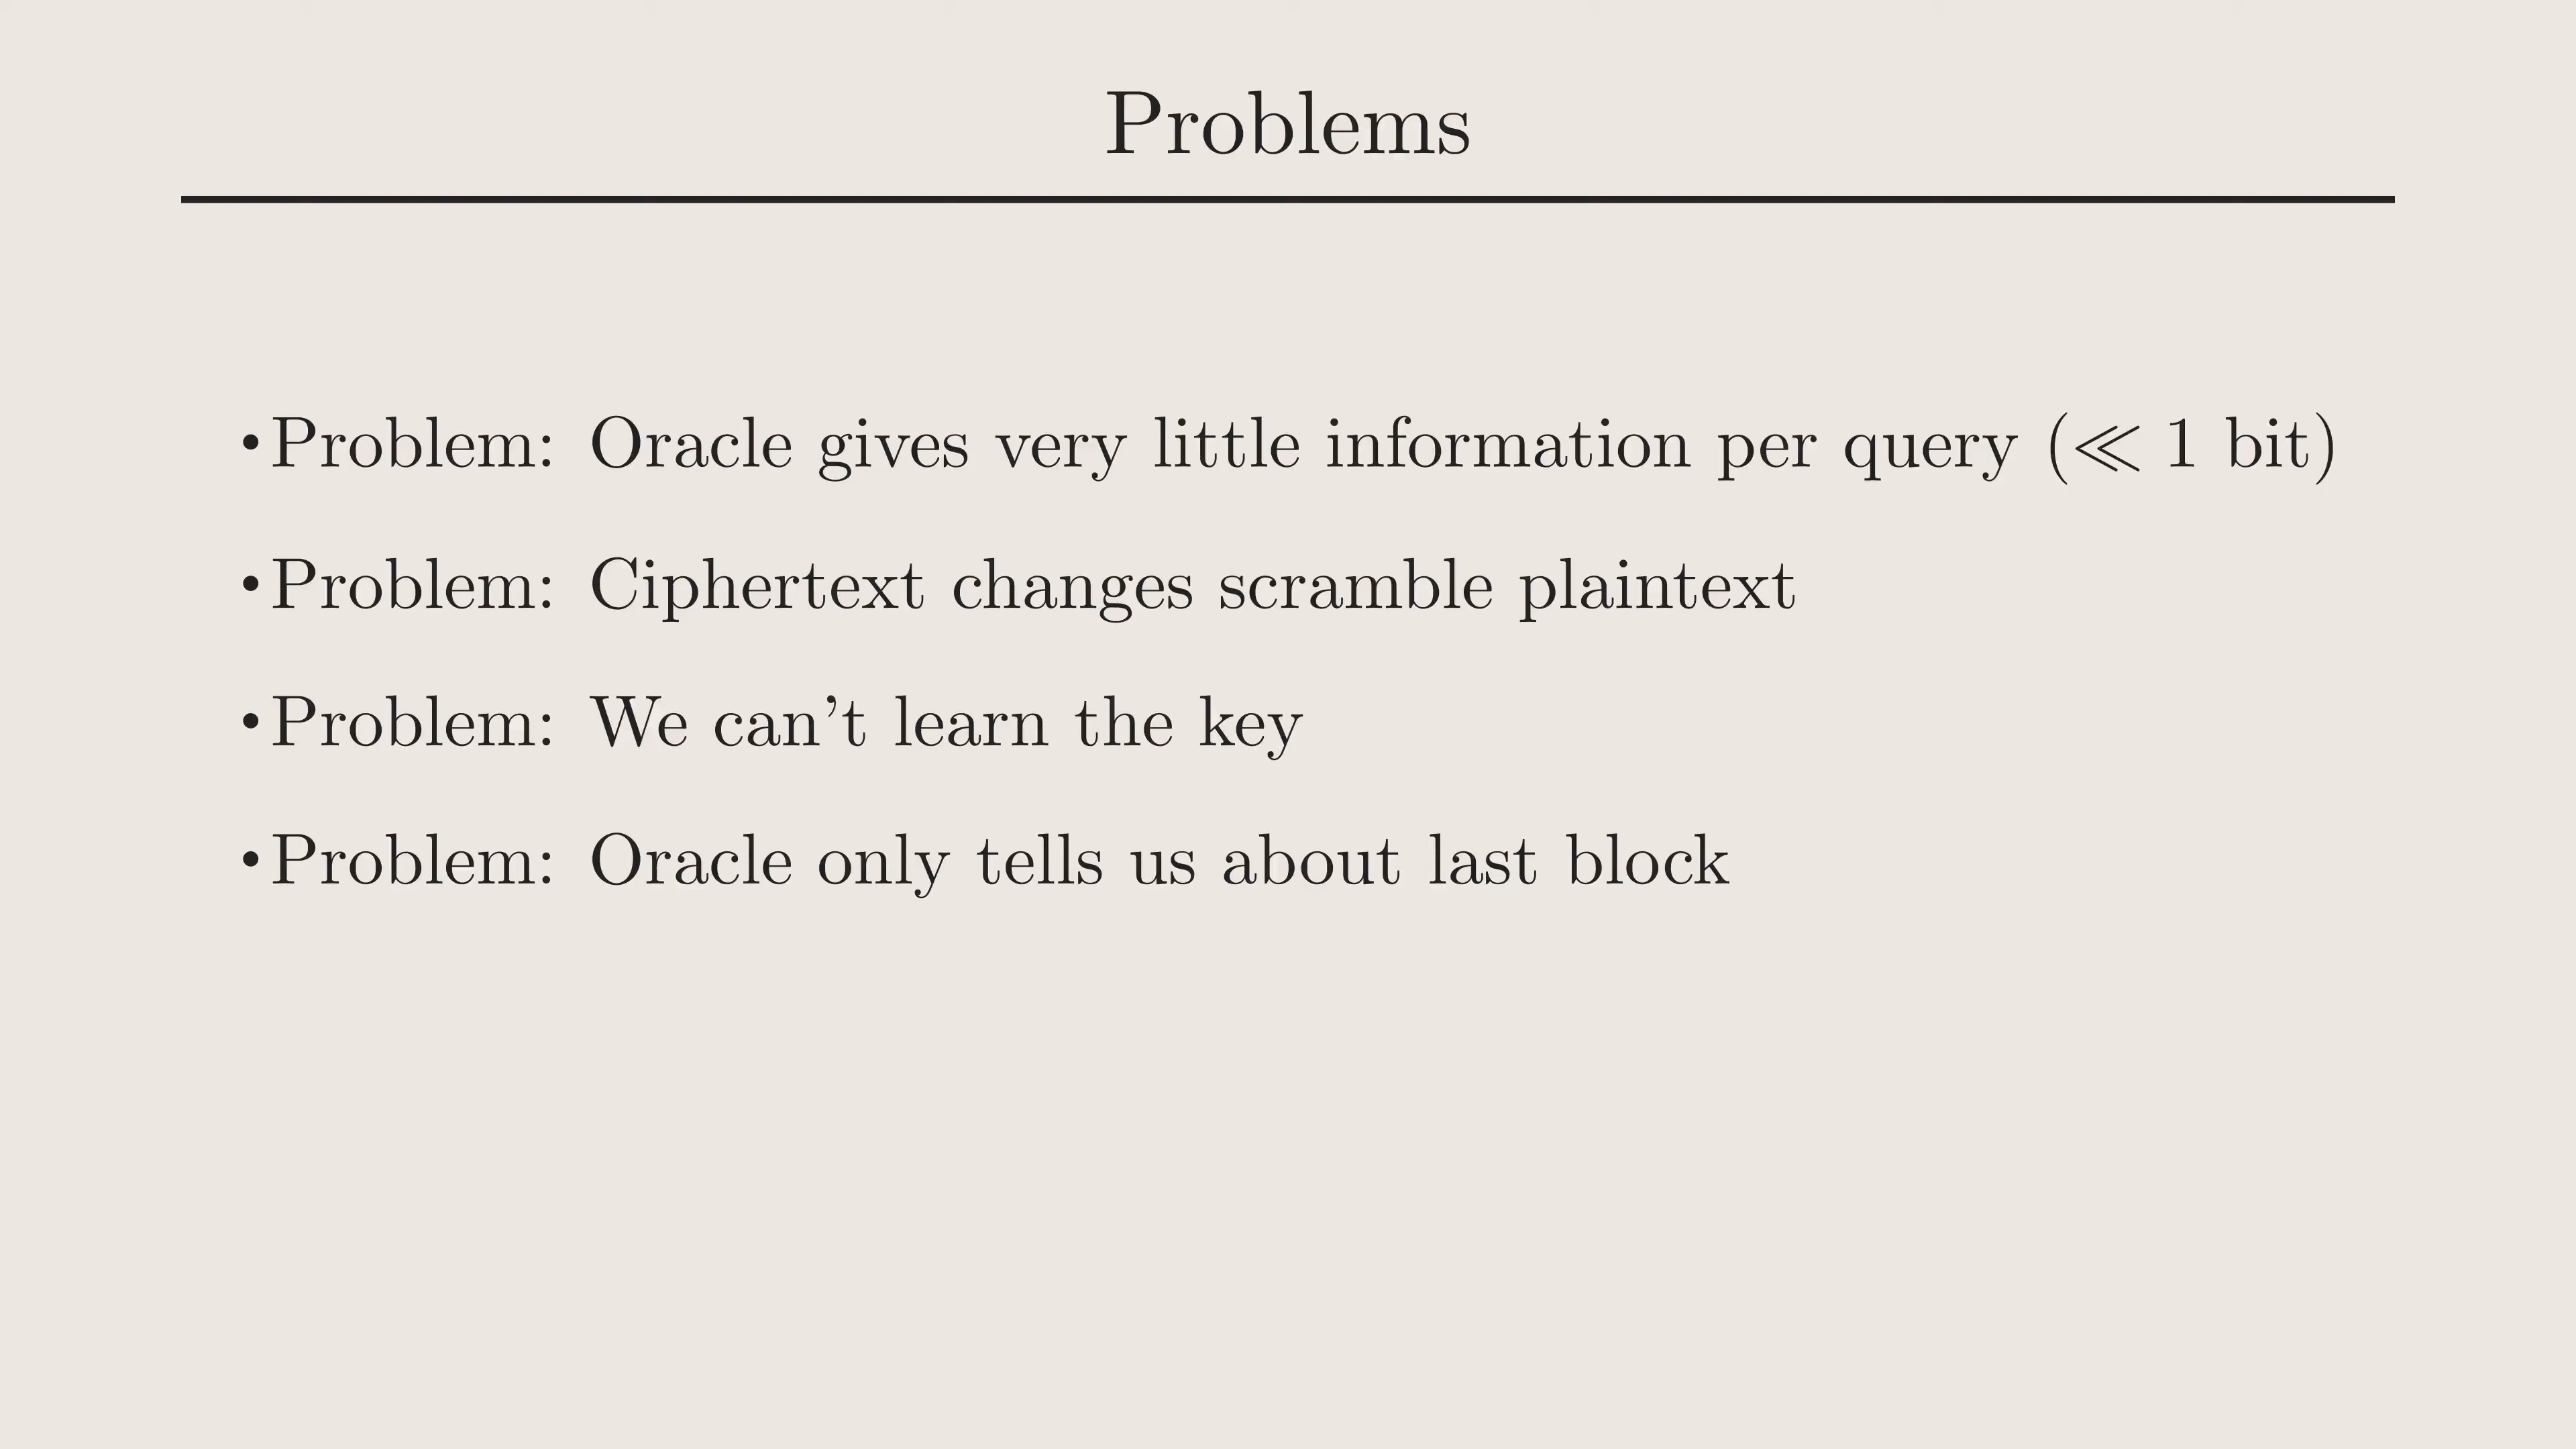 Problems
•Problem: Oracle gives very little information per query (≪ 1 bit)
•Problem: Ciphertext changes scramble plaintext
•Problem: We can’t learn the key
•Problem: Oracle only tells us about last block